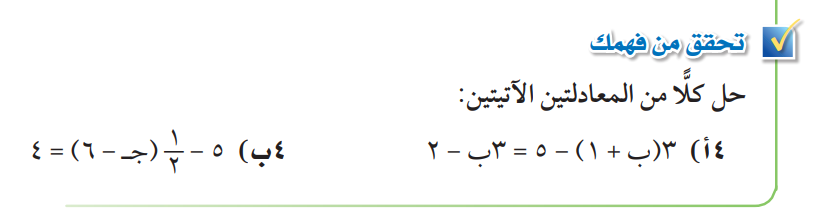 تحقق من فهمك
حل كلًّا من المعادلتين الآتيتين:
٤أ) ٣(ب + ١) − ٥ = ٣ب − ٢ ٤ب) ٥ − ١/٢ (جـ − ٦) = ٤